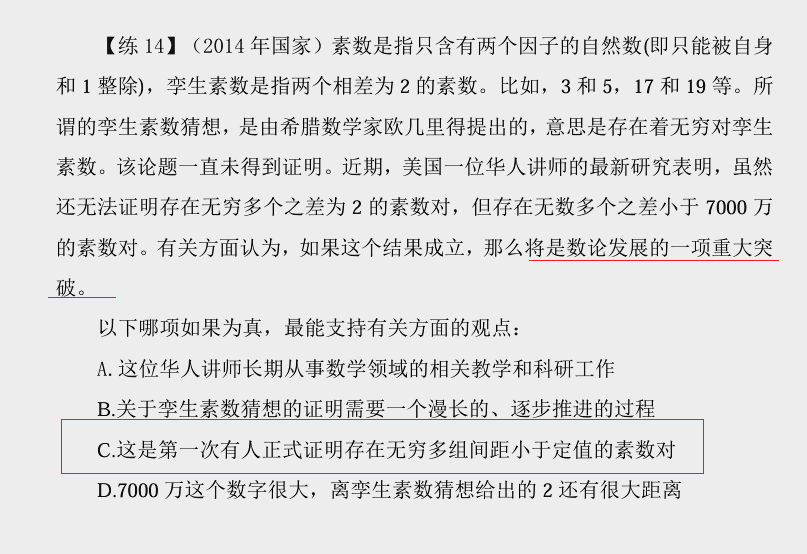 【练 14】（2014 年国家）素数是指只含有两个因子的自然数(即只能被自身
和 1 整除)，孪生素数是指两个相差为 2 的素数。比如，3 和 5，17 和 19 等。所
谓的孪生素数猜想，是由希腊数学家欧几里得提出的，意思是存在着无穷对孪生
素数。该论题一直未得到证明。近期，美国一位华人讲师的最新研究表明，虽然
还无法证明存在无穷多个之差为 2 的素数对，但存在无数多个之差小于 7000 万
的素数对。有关方面认为，如果这个结果成立，那么将是数论发展的一项重大突
破。
以下哪项如果为真，最能支持有关方面的观点：
A. 这位华人讲师长期从事数学领域的相关教学和科研工作
B.关于孪生素数猜想的证明需要一个漫长的、逐步推进的过程
C.这是第一次有人正式证明存在无穷多组间距小于定值的素数对
D.7000 万这个数字很大，离孪生素数猜想给出的 2 还有很大距离